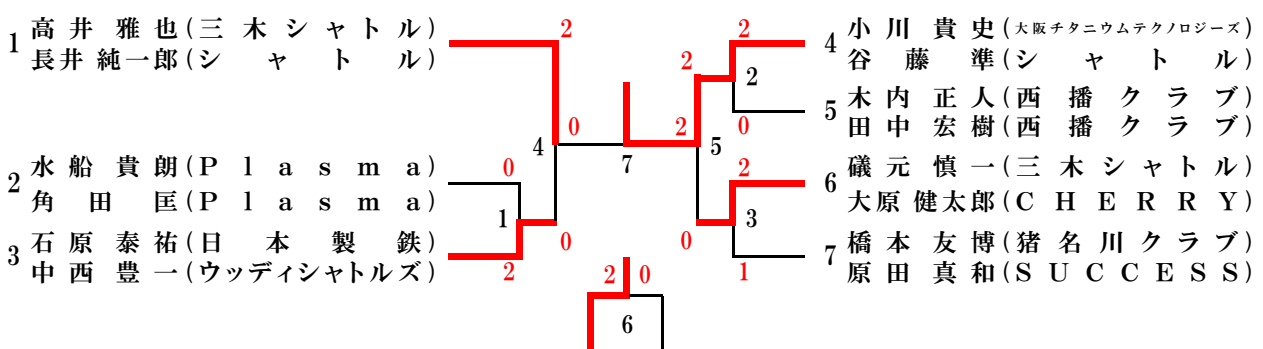 1 高井 雅也(三木シャトル)
長井 純一郎(シャトル)
2 水船 貴朗(Plasma)
角田 匡(Plasma)
3 石原 泰祐(日本製鉄)
中西 豊一(ウッディシャトルズ)
2
0
4
0
1
0
2
7
2
0
6
2
2
2
0
2
5
2
3
0
1
4 小川 貴史(大阪チタニウムテクノロジーズ)
谷藤 準(シャトル)
5 木内 正人(西播クラブ)
田中 宏樹(西播クラブ)
6 礒元 慎一(三木シャトル)
大原 健太郎(CHERRY)
7 橋本 友博(猪名川クラブ)
原田 真和(SUCCESS)